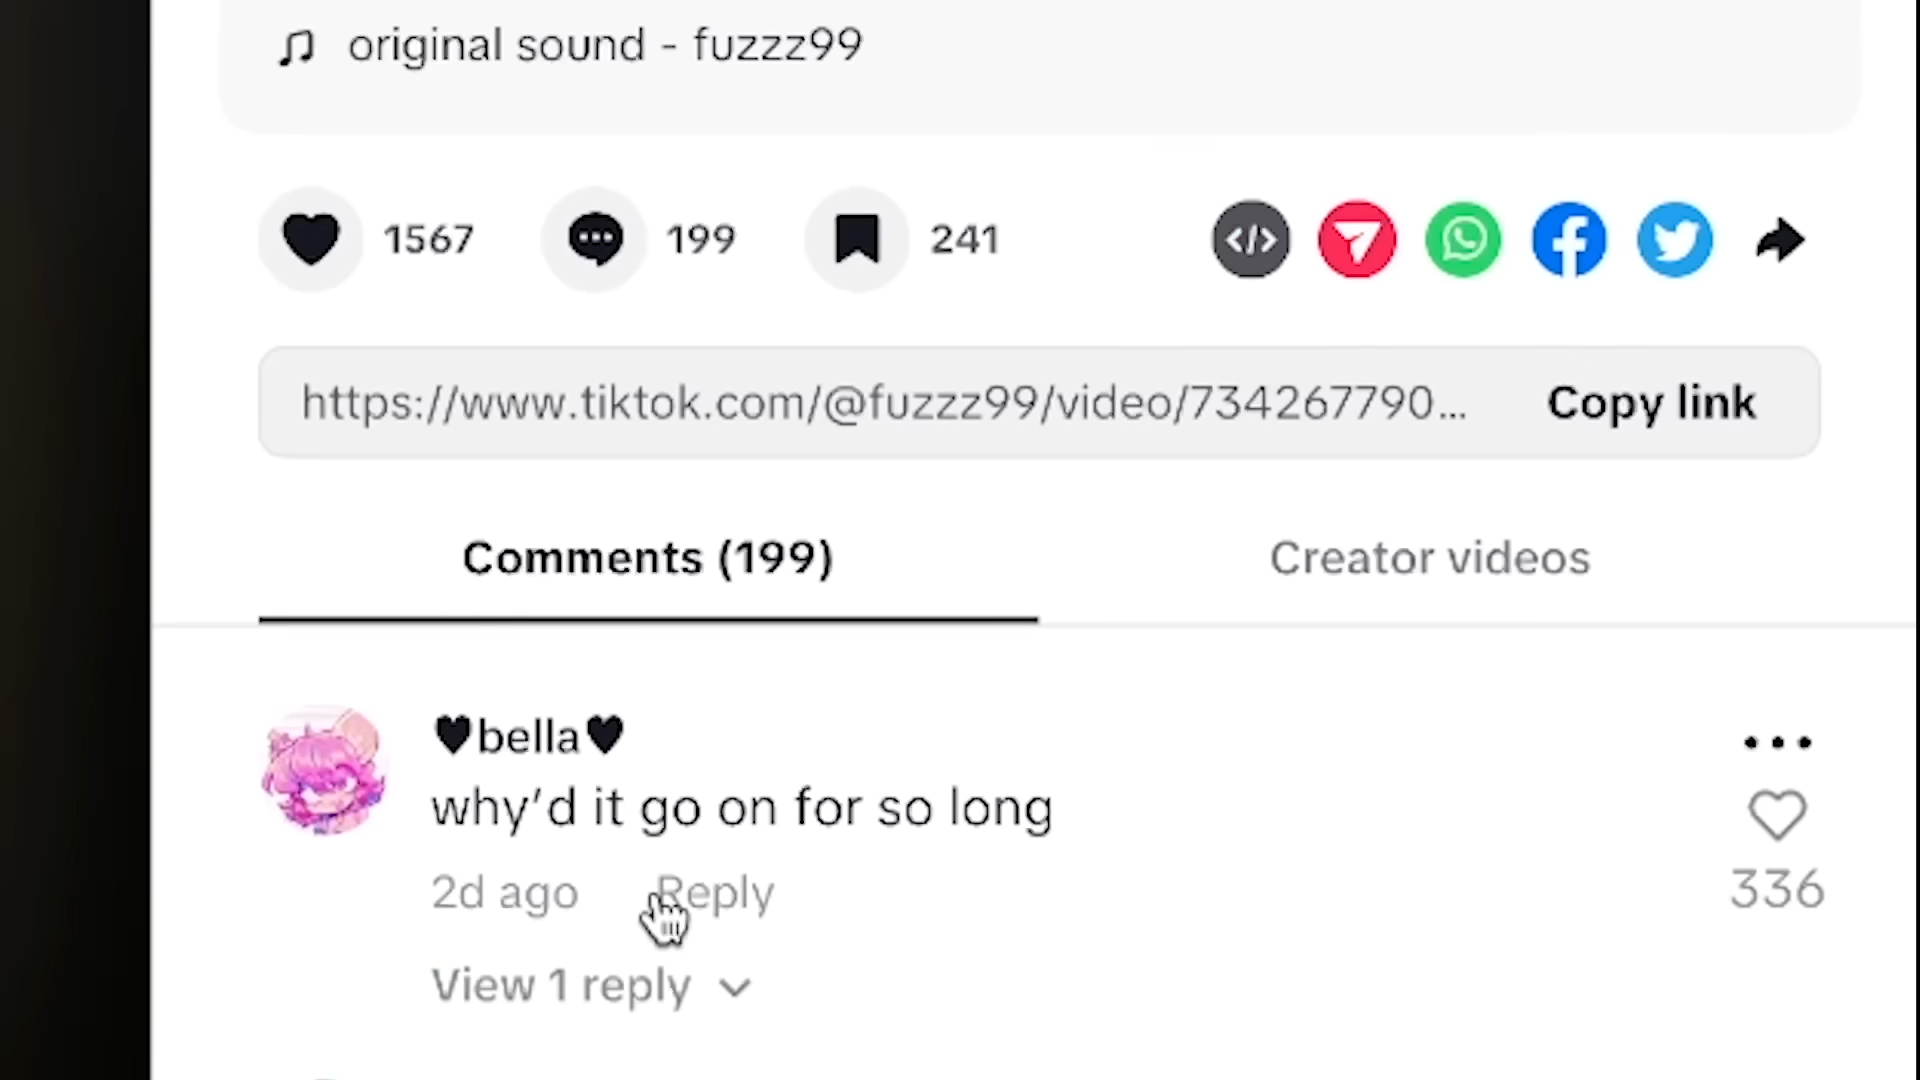 original sound - fuzzz99
1567
199
241
https://www.tiktok.com/@fuzzz99/video/734267790...
Copy link
Comments (199)
Creator videos
♥bella♥
why'd it go on for so long
2d ago
Reply
336
View 1 reply